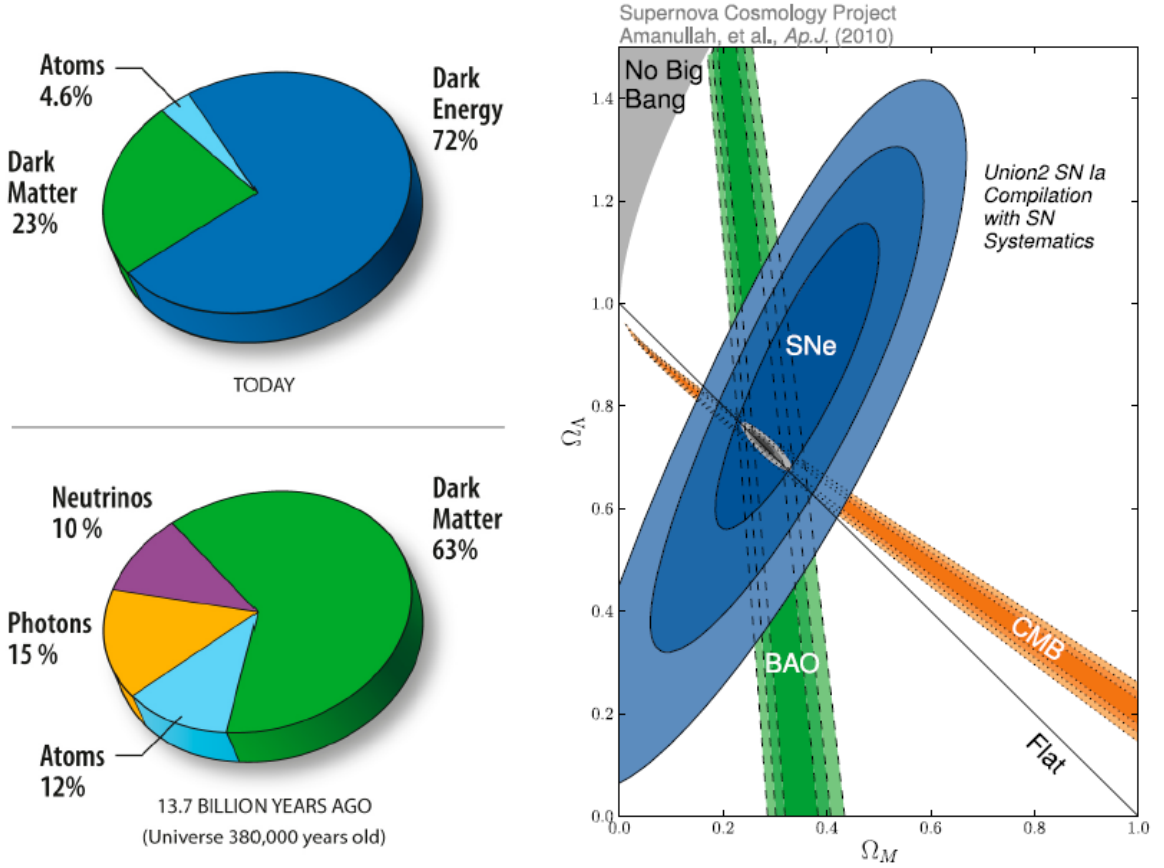 Atoms
4.6%
Dark
Energy
72%
Dark
Matter
23%
TODAY
Neutrinos
10 %
Dark
Matter
63%
Photons
15 %
Atoms
12%
13.7 BILLION YEARS AGO
(Universe 380,000 years old)
Supernova Cosmology Project
Amanullah, et al., Ap.J. (2010)
No Big
Bang
Union2 SN Ia
Compilation
with SN
Systematics
SNe
CMB
BAO
Flat
1.4
1.2
1.0
0.8
0.6
0.4
0.2
0.0
Ω_Λ
0.0 0.2 0.4 0.6 0.8 1.0
Ω_M